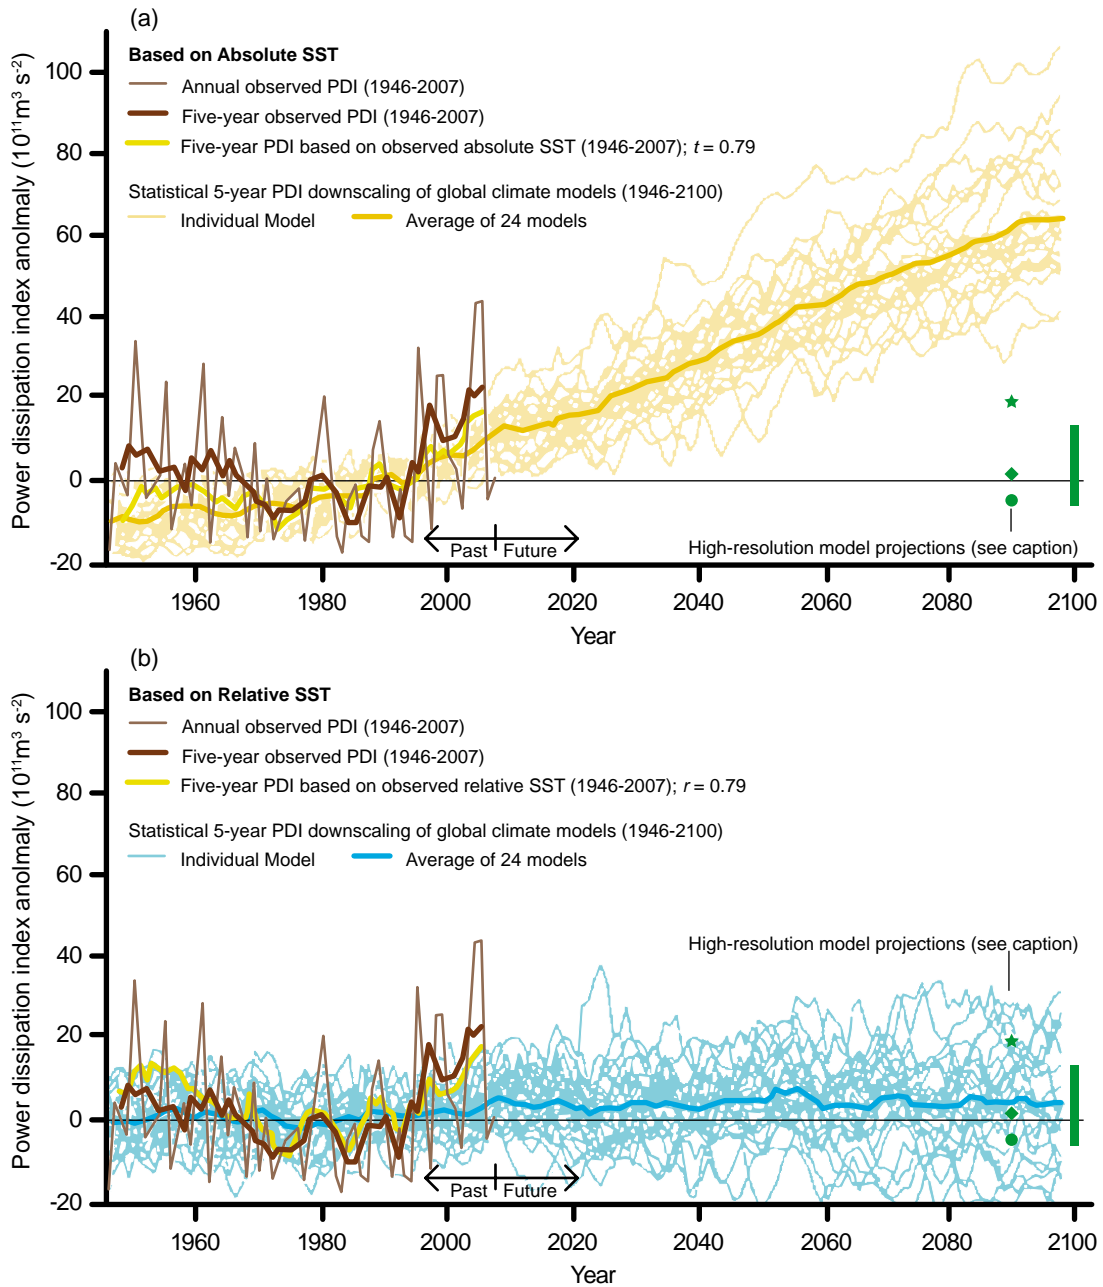 (a)
Based on Absolute SST
Annual observed PDI (1946-2007)
Five-year observed PDI (1946-2007)
Five-year PDI based on observed absolute SST (1946-2007); t = 0.79
Statistical 5-year PDI downscaling of global climate models (1946-2100)
Individual Model Average of 24 models
Power dissipation index anolmaly (10¹¹m³ s⁻²)
100
80
60
40
20
0
-20
Past Future
High-resolution model projections (see caption)
1960 1980 2000 2020 2040 2060 2080 2100
Year
(b)
Based on Relative SST
Annual observed PDI (1946-2007)
Five-year observed PDI (1946-2007)
Five-year PDI based on observed relative SST (1946-2007); r = 0.79
Statistical 5-year PDI downscaling of global climate models (1946-2100)
Individual Model Average of 24 models
Power dissipation index anolmaly (10¹¹m³ s⁻²)
100
80
60
40
20
0
-20
High-resolution model projections (see caption)
Past Future
1960 1980 2000 2020 2040 2060 2080 2100
Year